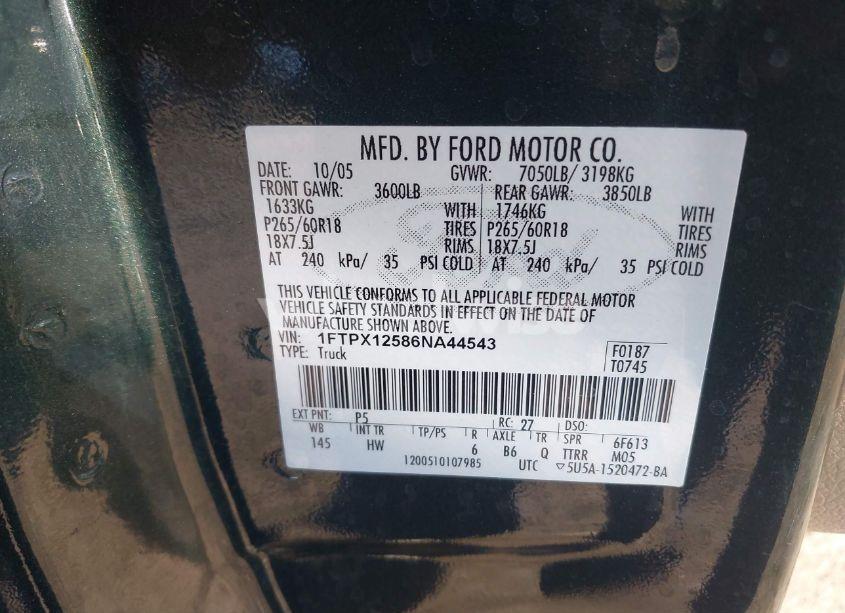 MFD. BY FORD MOTOR CO.
DATE: 10/05 GVWR: 7050LB/ 3198KG
FRONT GAWR: 3600LB REAR GAWR: 3850LB
1633KG WITH 1746KG WITH
P265/60R18 TIRES P265/60R18 TIRES
18X7.5J RIMS 18X7.5J RIMS
AT 240 kPa/ 35 PSI COLD AT 240 kPa/ 35 PSI COLD
THIS VEHICLE CONFORMS TO ALL APPLICABLE FEDERAL MOTOR
VEHICLE SAFETY STANDARDS IN EFFECT ON THE DATE OF
MANUFACTURE SHOWN ABOVE.
VIN: 1FTPX12586NA44543 F0187
TYPE: Truck T0745
EXT PNT: P5 RC: 27 DSO:
WB INT TR TP/PS R AXLE TR SPR 6F613
145 HW 6 B6 Q TTRR M05
1200510107985 UTC ▽5U5A-1520472-BA